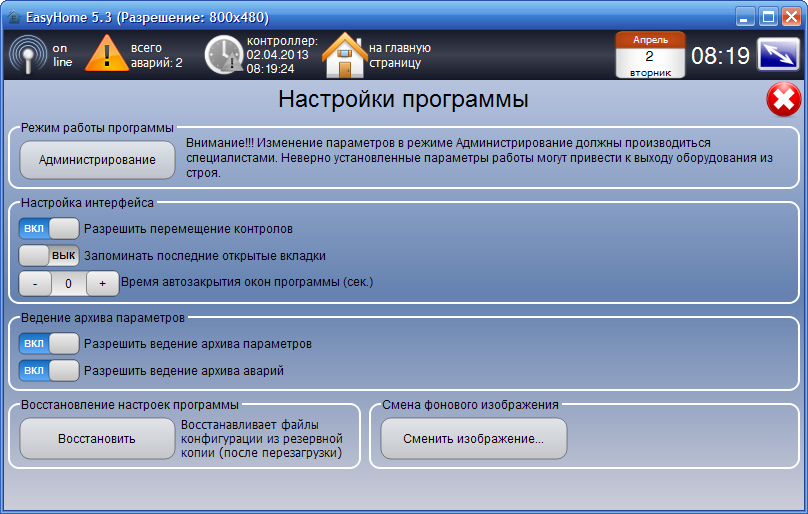 EasyHome 5.3 (Разрешение: 800x480)
on
line
всего
аварий: 2
контроллер:
02.04.2013
08:19:24
на главную
страницу
Апрель
2
вторник
08:19
Настройки программы
Режим работы программы
Администрирование
Внимание!!! Изменение параметров в режиме Администрирование должны производиться
специалистами. Неверно установленные параметры работы могут привести к выходу оборудования из
строя.
Настройка интерфейса
ВКЛ Разрешить перемещение контролов
ВЫК Запоминать последние открытые вкладки
- 0 + Время автозакрытия окон программы (сек.)
Ведение архива параметров
ВКЛ Разрешить ведение архива параметров
ВКЛ Разрешить ведение архива аварий
Восстановление настроек программы
Восстановить
Восстанавливает файлы
конфигурации из резервной
копии (после перезагрузки)
Смена фонового изображения
Сменить изображение...